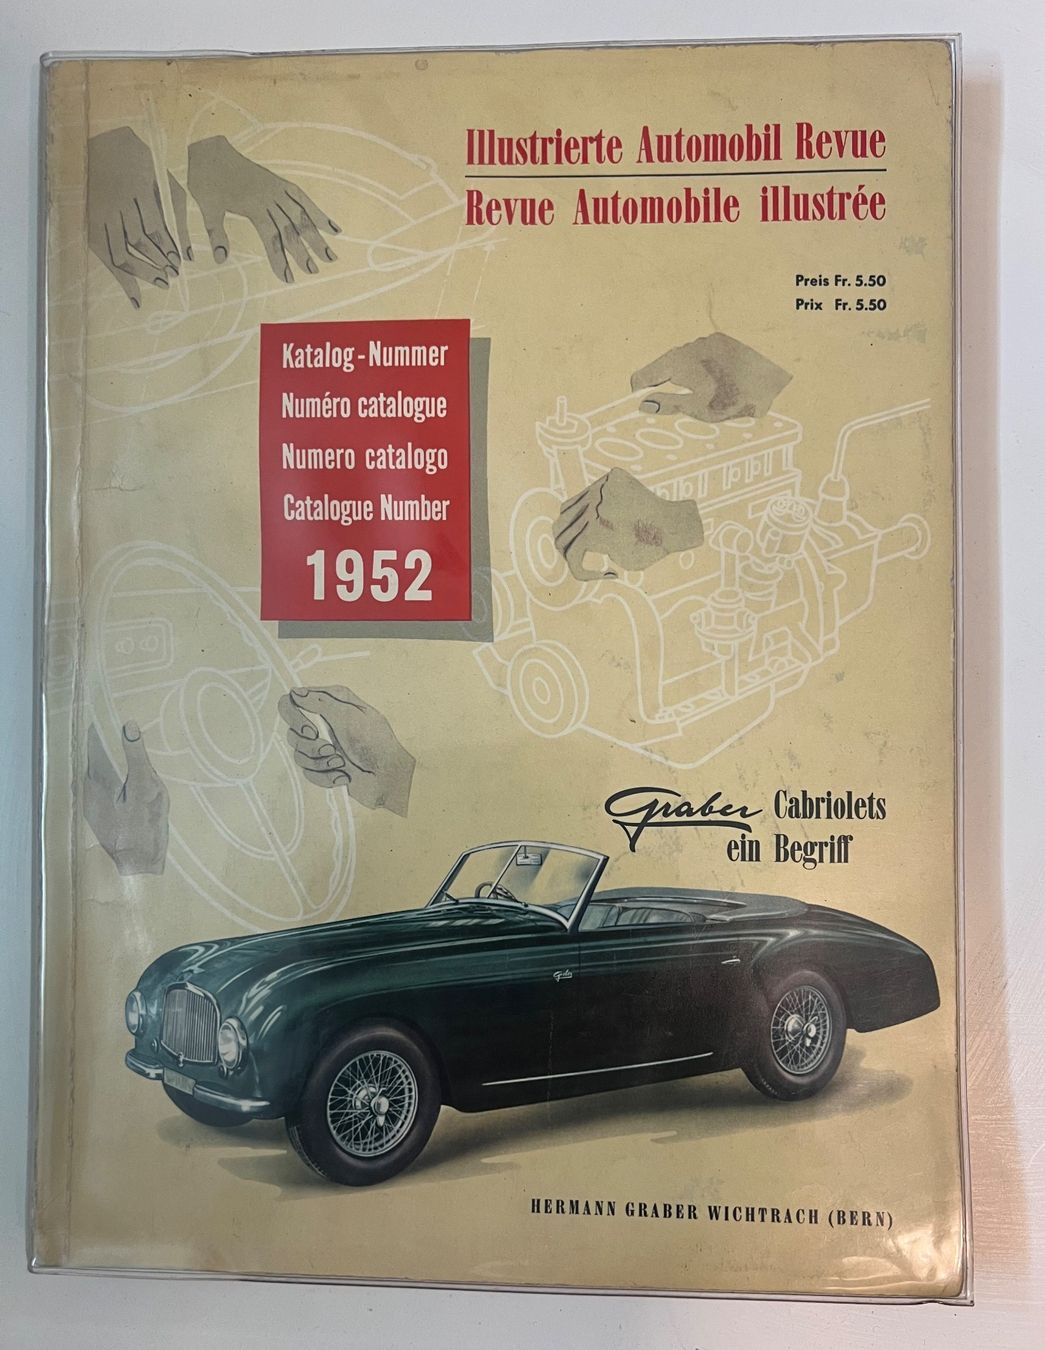 Illustrierte Automobil Revue
Revue Automobile illustrée
Preis Fr. 5.50
Prix Fr. 5.50
Katalog-Nummer
Numéro catalogue
Numero catalogo
Catalogue Number
1952
Graber Cabriolets
ein Begriff
Graber
HERMANN GRABER WICHTRACH (BERN)